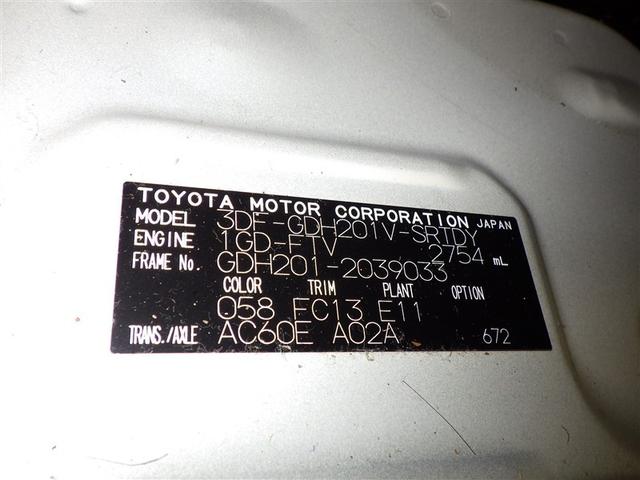 TOYOTA MOTOR CORPORATION JAPAN
MODEL 3DF-GDH201V-SRTDY
ENGINE 1GD-FTV 2754 mL
FRAME No. GDH201-2039033
COLOR TRIM PLANT OPTION
058 FC13 E11
TRANS./AXLE AC60E A02A 672